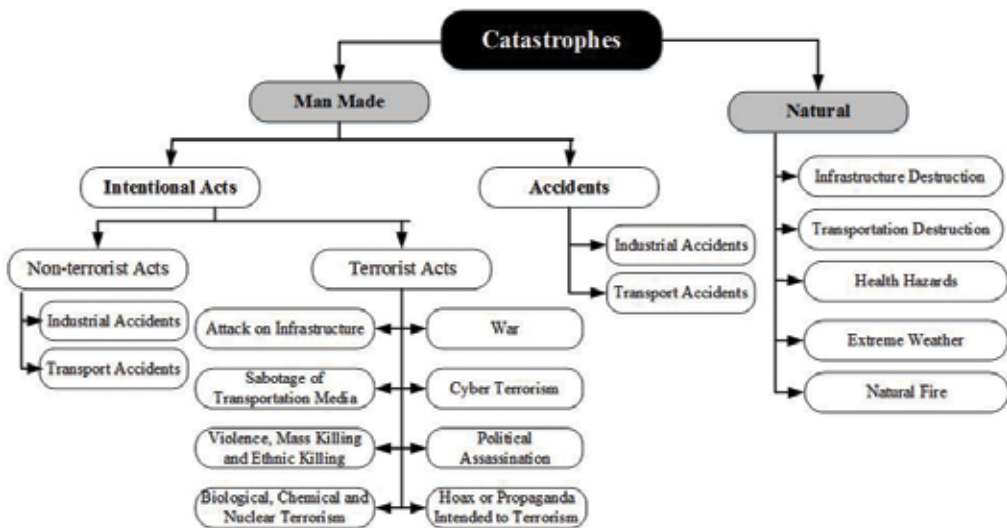 Catastrophes
Man Made
Natural
Intentional Acts
Accidents
Infrastructure Destruction
Transportation Destruction
Health Hazards
Extreme Weather
Natural Fire
Non-terrorist Acts
Terrorist Acts
Industrial Accidents
Transport Accidents
Industrial Accidents
Transport Accidents
Attack on Infrastructure
War
Sabotage of
Transportation Media
Cyber Terrorism
Violence, Mass Killing
and Ethnic Killing
Political
Assassination
Biological, Chemical and
Nuclear Terrorism
Hoax or Propaganda
Intended to Terrorism